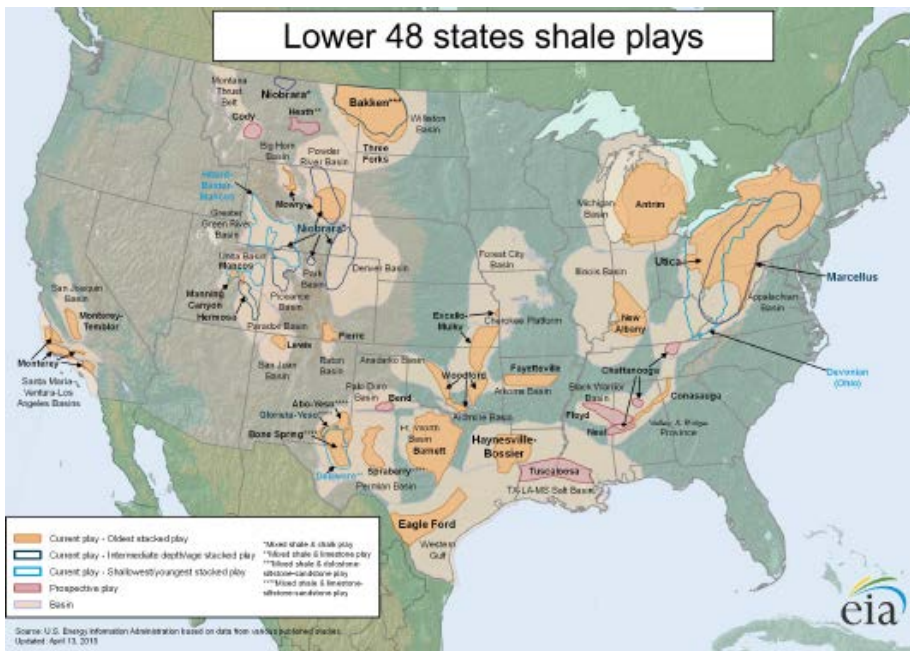 Lower 48 states shale plays
Montana
Thrust
Belt
Niobrara*
Heath**
Cody
Bakken***
Williston
Basin
Three
Forks
Big Horn
Basin
Powder
River Basin
Hilliard-
Baxter-
Mancos
Mowry
Greater
Green River
Basin
Niobrara*
Michigan
Basin
Antrim
Uinta Basin
Mancos
Park
Basin
Denver Basin
Forest City
Basin
Illinois Basin
Utica
Marcellus
Appalachian
Basin
San Joaquin
Basin
Manning
Canyon
Piceance
Basin
Hermosa
Monterey-
Temblor
Paradox Basin
Pierre
Excello-
Mulky
Cherokee Platform
New
Albany
Monterey
Lewis
Santa Maria-
Ventura-Los
Angeles Basins
San Juan
Basin
Raton
Basin
Anadarko Basin
Woodford
Fayetteville
Chattanooga
Devonian
(Ohio)
Palo Duro
Basin
Arkoma Basin
Black Warrior
Basin
Conasauga
Abo-Yeso****
Glorieta-Yeso
Bend
Ardmore Basin
Floyd
Neal
Valley & Ridge
Province
Bone Spring****
Ft. Worth
Basin
Barnett
Haynesville-
Bossier
Delaware
Spraberry****
Tuscaloosa
Permian Basin
TX-LA-MS Salt Basin
Eagle Ford
Western
Gulf
Current play - Oldest stacked play
Current play - Intermediate depth/age stacked play
Current play - Shallowest/youngest stacked play
Prospective play
Basin
*Mixed shale & chalk play
**Mixed shale & limestone play
***Mixed shale & dolostone-
siltstone-sandstone play
****Mixed shale & limestone-
siltstone-sandstone play
Source: U.S. Energy Information Administration based on data from various published studies.
Updated: April 13, 2015
eia